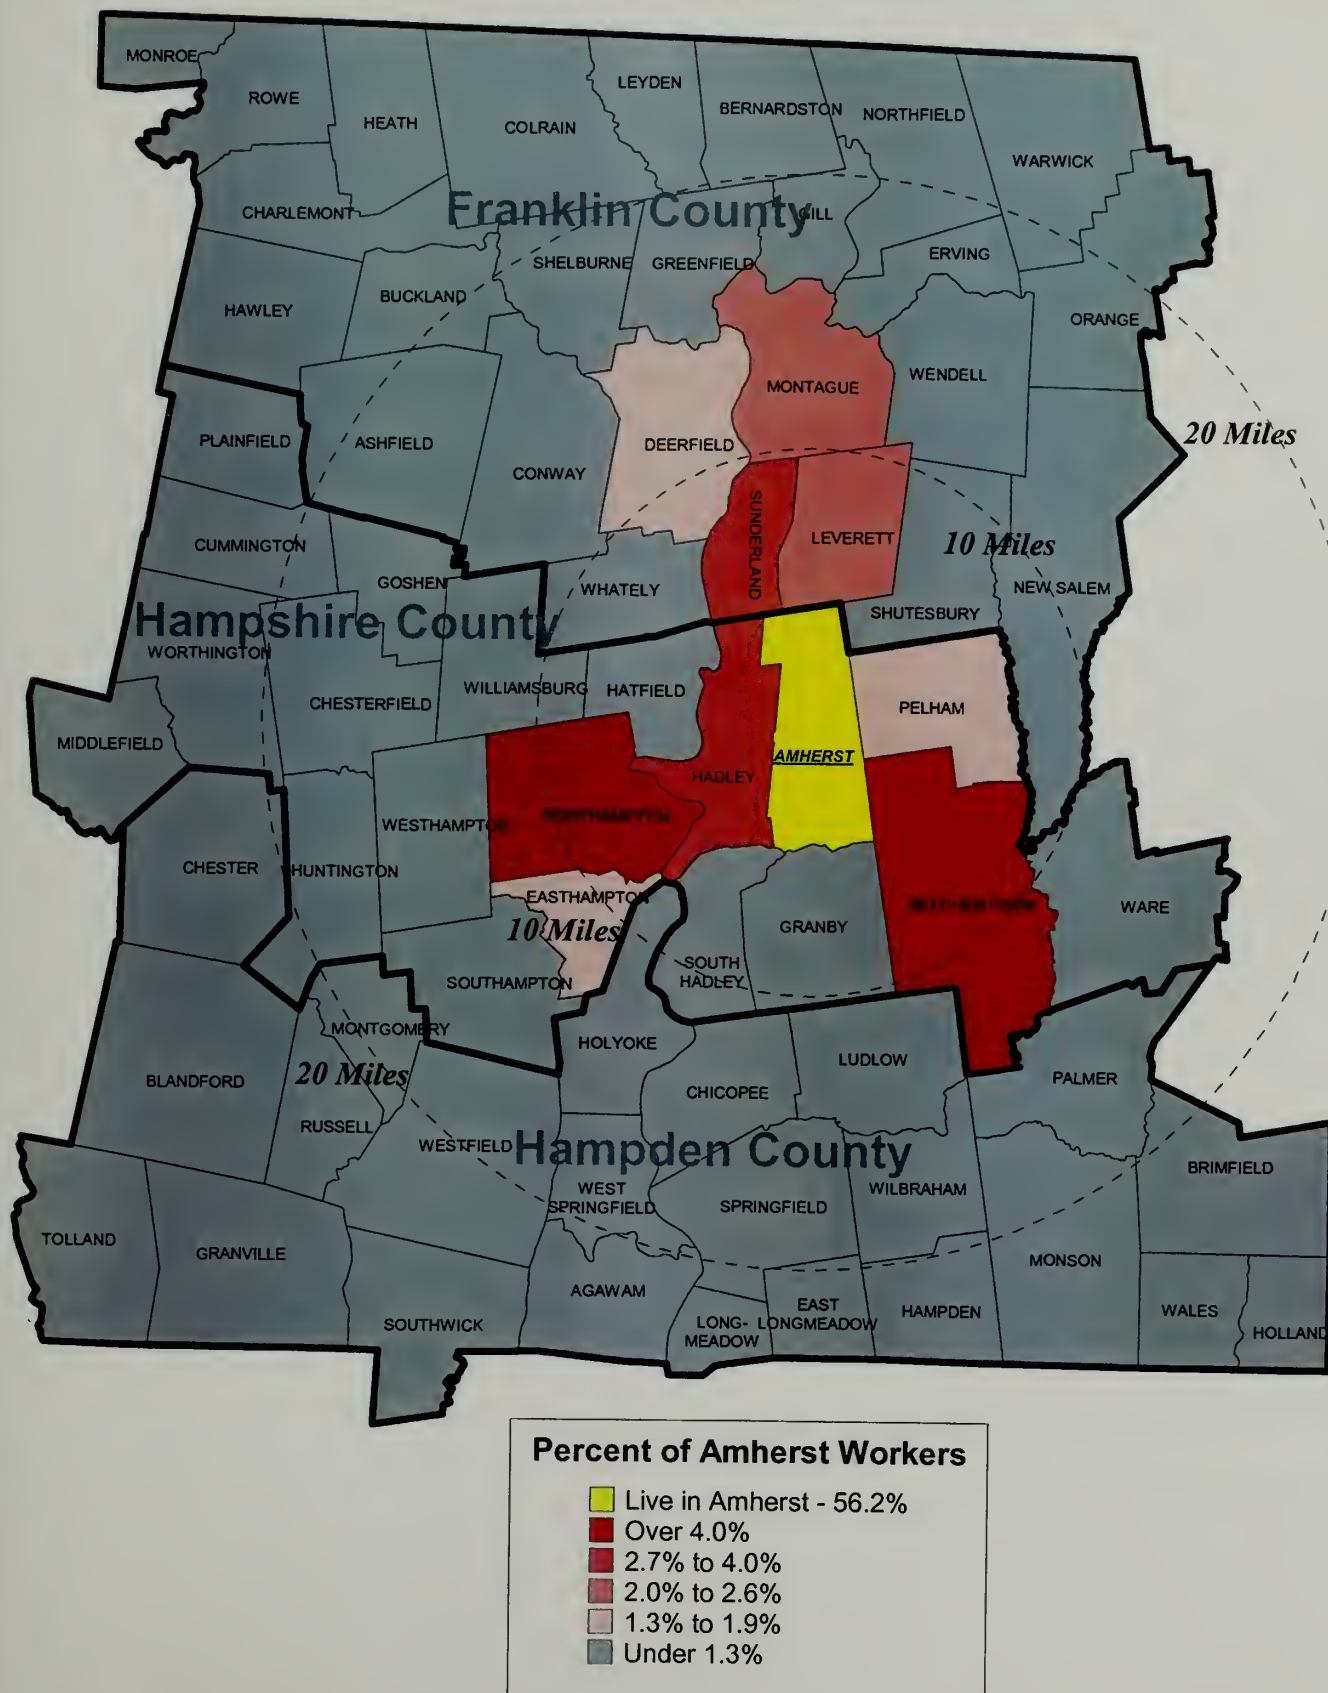 MONROE
ROWE
HEATH
COLRAIN
LEYDEN
BERNARDSTON
NORTHFIELD
WARWICK
CHARLEMONT
Franklin County
GILL
SHELBURNE
GREENFIELD
ERVING
HAWLEY
BUCKLAND
ORANGE
MONTAGUE
WENDELL
PLAINFIELD
ASHFIELD
DEERFIELD
20 Miles
CONWAY
SUNDERLAND
LEVERETT
10 Miles
CUMMINGTON
GOSHEN
WHATELY
NEW SALEM
SHUTESBURY
Hampshire County
WORTHINGTON
CHESTERFIELD
WILLIAMSBURG
HATFIELD
PELHAM
MIDDLEFIELD
AMHERST
HADLEY
WESTHAMPTON
NORTHAMPTON
CHESTER
HUNTINGTON
EASTHAMPTON
WARE
10 Miles
GRANBY
SOUTH
HADLEY
SOUTHAMPTON
MONTGOMERY
HOLYOKE
LUDLOW
BLANDFORD
20 Miles
CHICOPEE
PALMER
RUSSELL
WESTFIELD
Hampden County
BRIMFIELD
WEST
SPRINGFIELD
SPRINGFIELD
WILBRAHAM
TOLLAND
GRANVILLE
MONSON
AGAWAM
SOUTHWICK
LONG-
MEADOW
EAST
LONGMEADOW
HAMPDEN
WALES
HOLLAND
Percent of Amherst Workers
Live in Amherst - 56.2%
Over 4.0%
2.7% to 4.0%
2.0% to 2.6%
1.3% to 1.9%
Under 1.3%